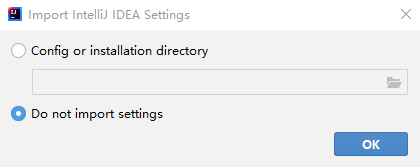 Import IntelliJ IDEA Settings
Config or installation directory
Do not import settings
OK